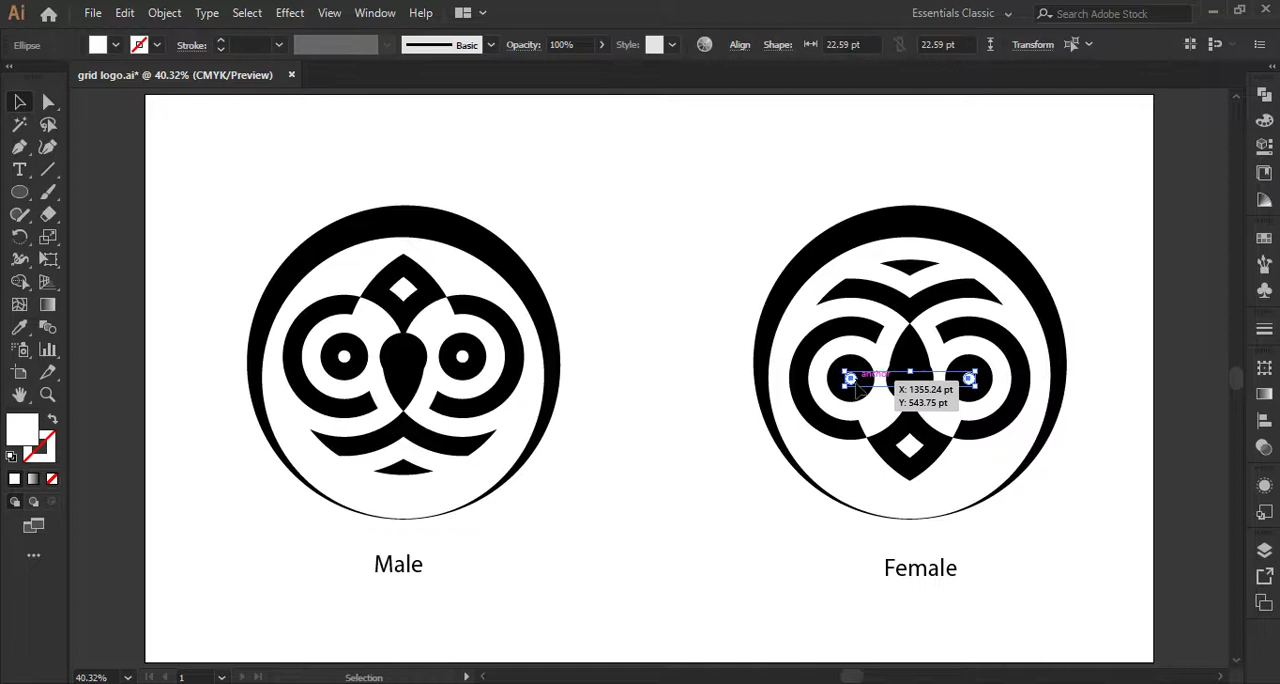 Ai File Edit Object Type Select Effect View Window Help Essentials Classic Search Adobe Stock
Ellipse Stroke: Basic Opacity: 100% Style: Align Shape: 22.59 pt 22.59 pt Transform
grid logo.ai* @ 40.32% (CMYK/Preview) ×
anchor
X: 1355.24 pt
Y: 543.75 pt
Male
Female
40.32% 1 Selection